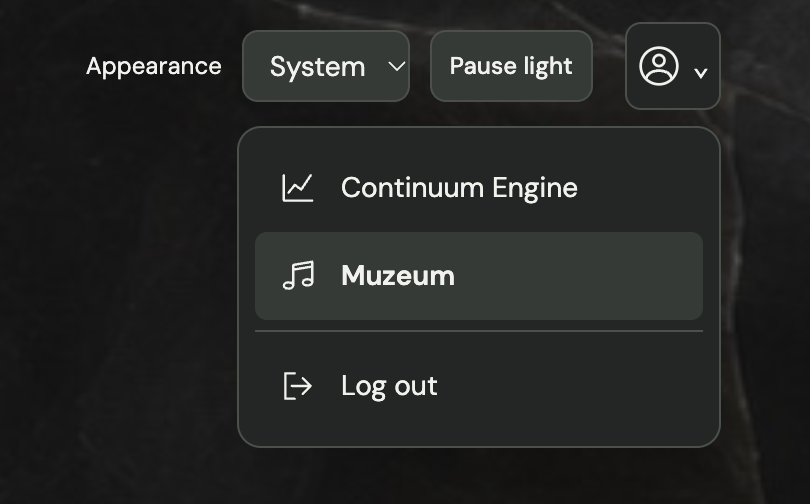 Appearance
System
Pause light
Continuum Engine
Muzeum
Log out